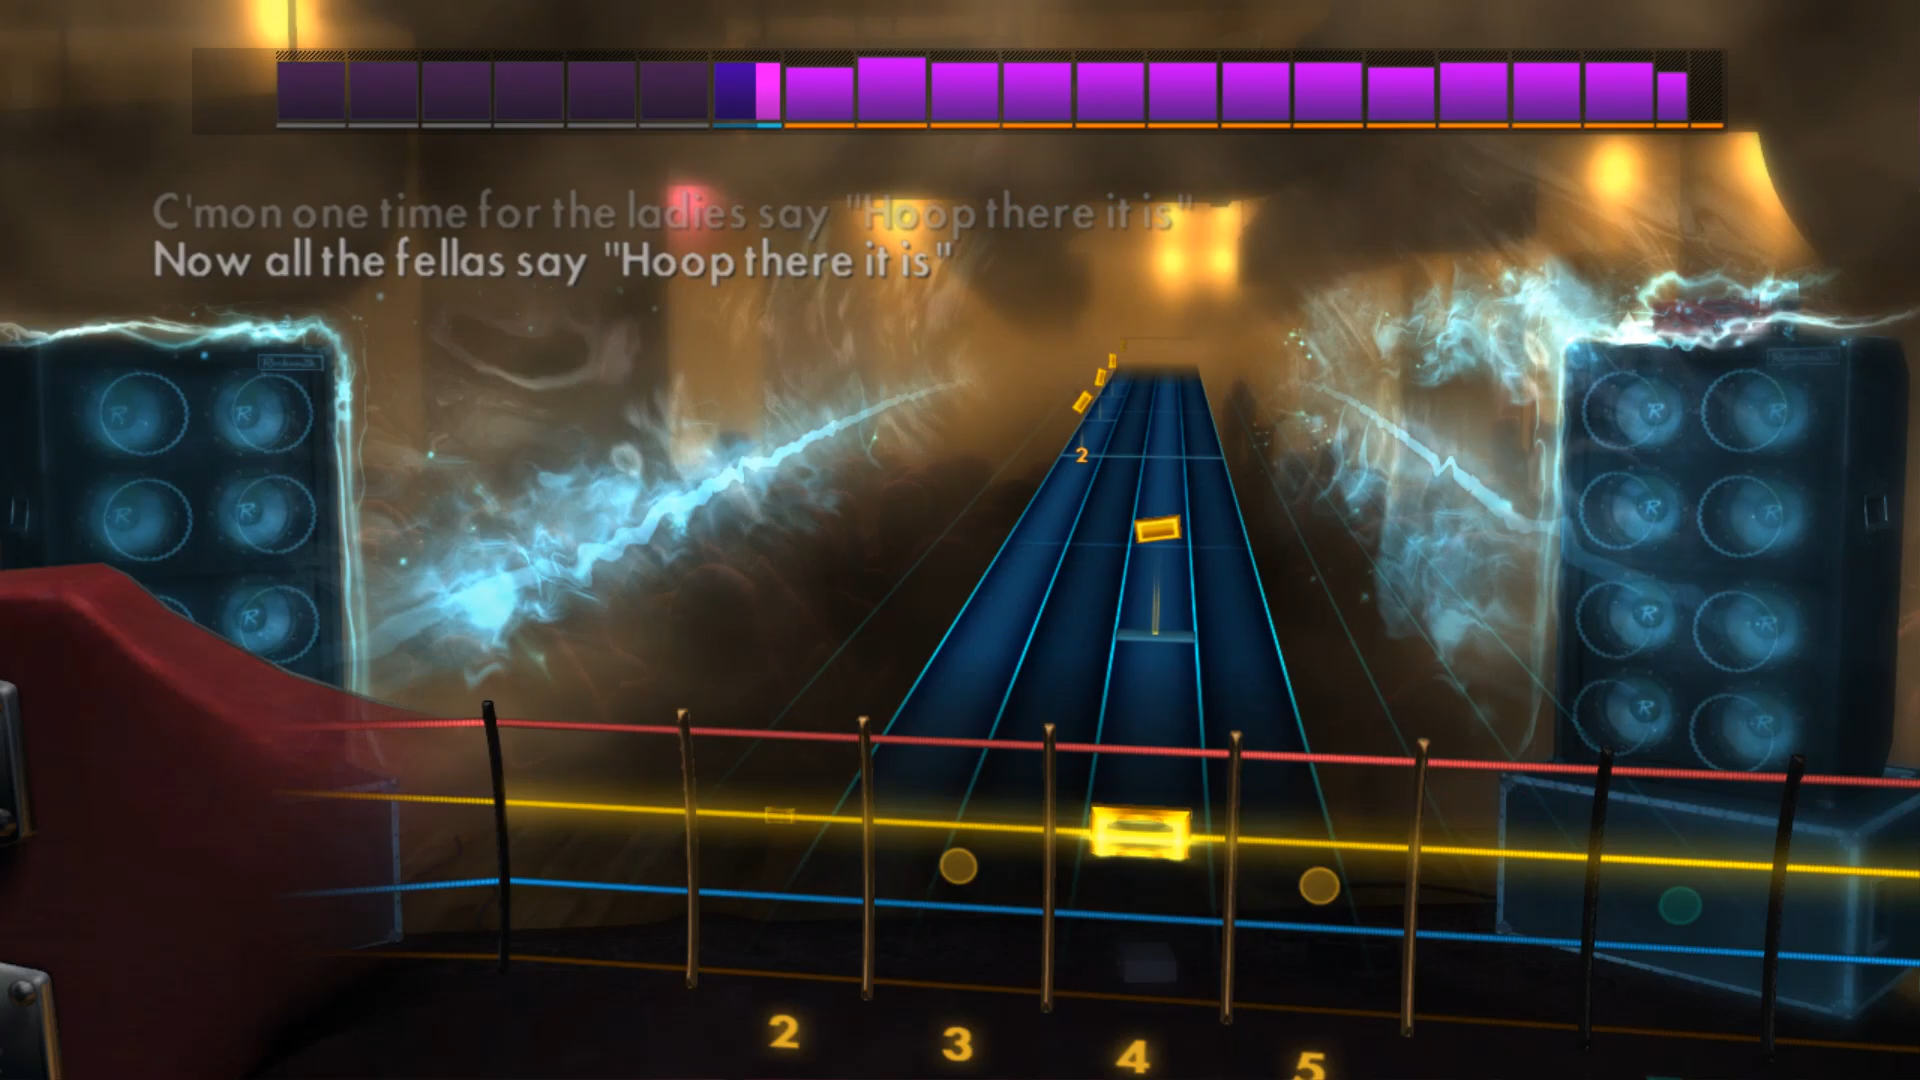 C'mon one time for the ladies say "Hoop there it is"
Now all the fellas say "Hoop there it is"
2
2
3
4
5